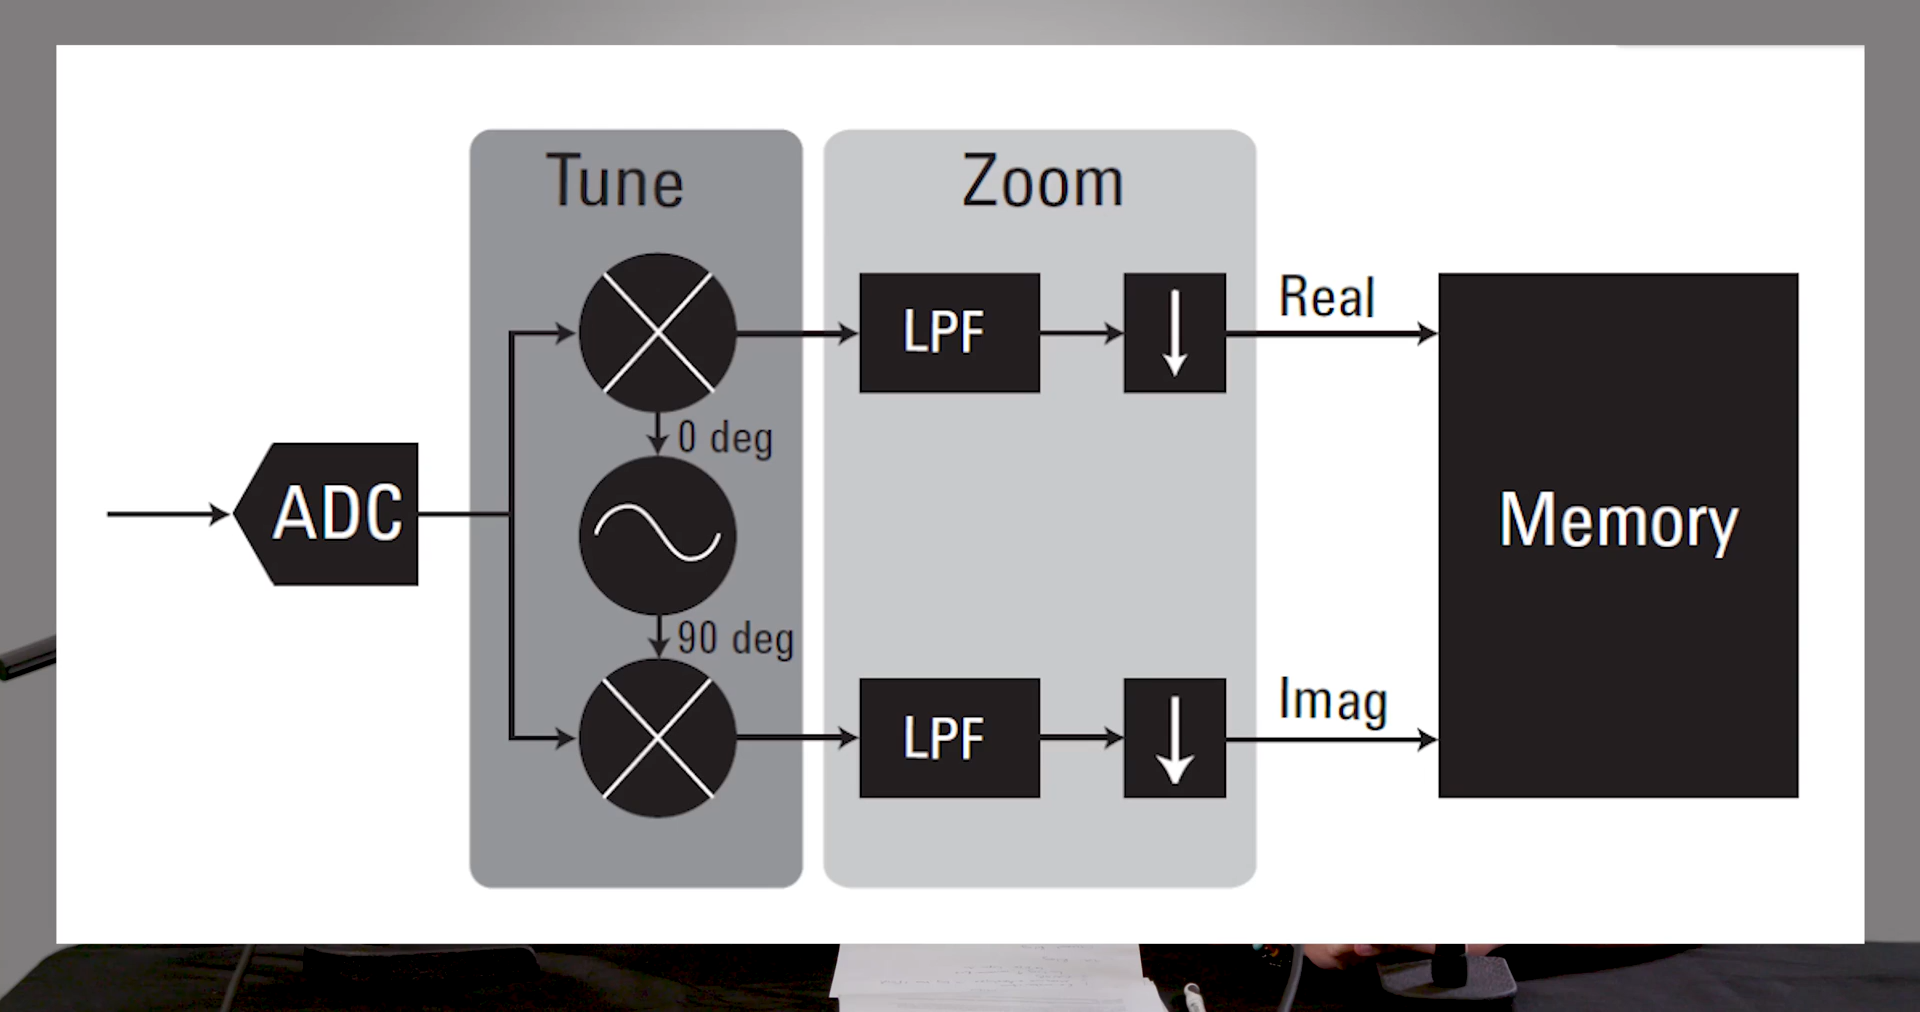 Tune
Zoom
LPF
Real
0 deg
ADC
Memory
90 deg
LPF
Imag